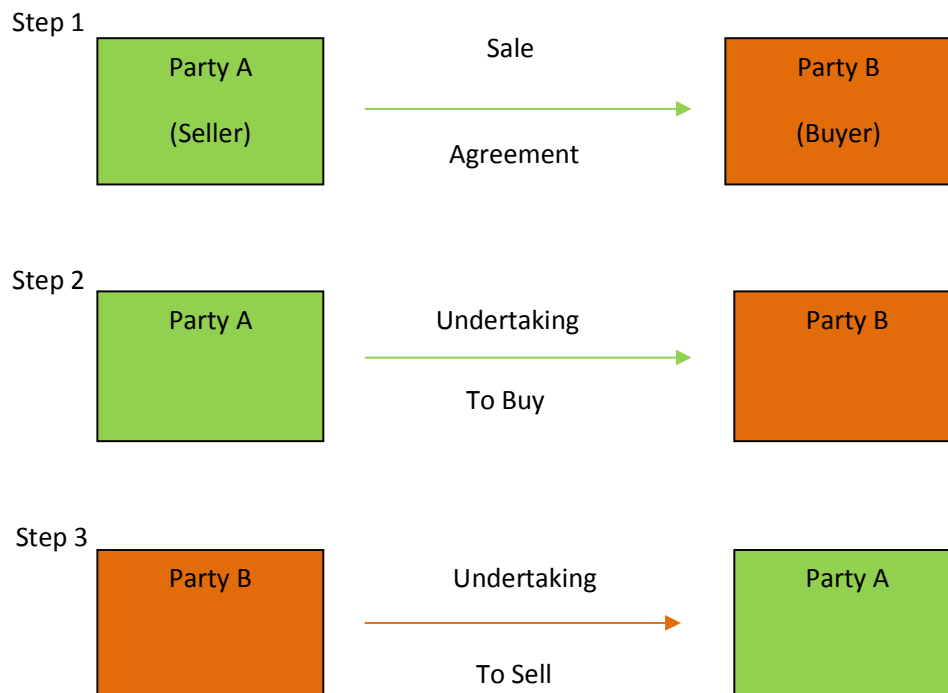 Step 1
Party A
(Seller)
Sale
Agreement
Party B
(Buyer)
Step 2
Party A
Undertaking
To Buy
Party B
Step 3
Party B
Undertaking
To Sell
Party A